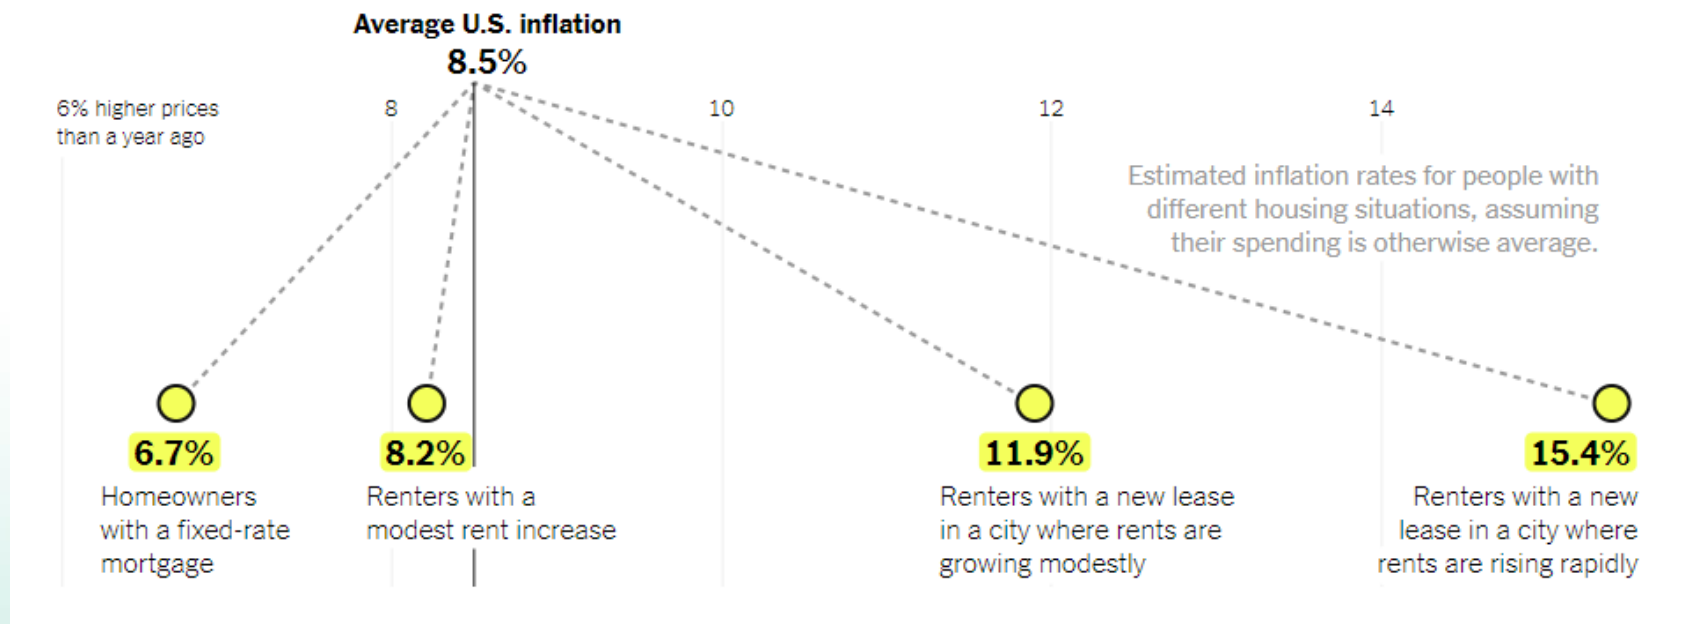 Average U.S. inflation
8.5%
6% higher prices
than a year ago
8
10
12
14
Estimated inflation rates for people with
different housing situations, assuming
their spending is otherwise average.
6.7%
Homeowners
with a fixed-rate
mortgage
8.2%
Renters with a
modest rent increase
11.9%
Renters with a new lease
in a city where rents are
growing modestly
15.4%
Renters with a new
lease in a city where
rents are rising rapidly